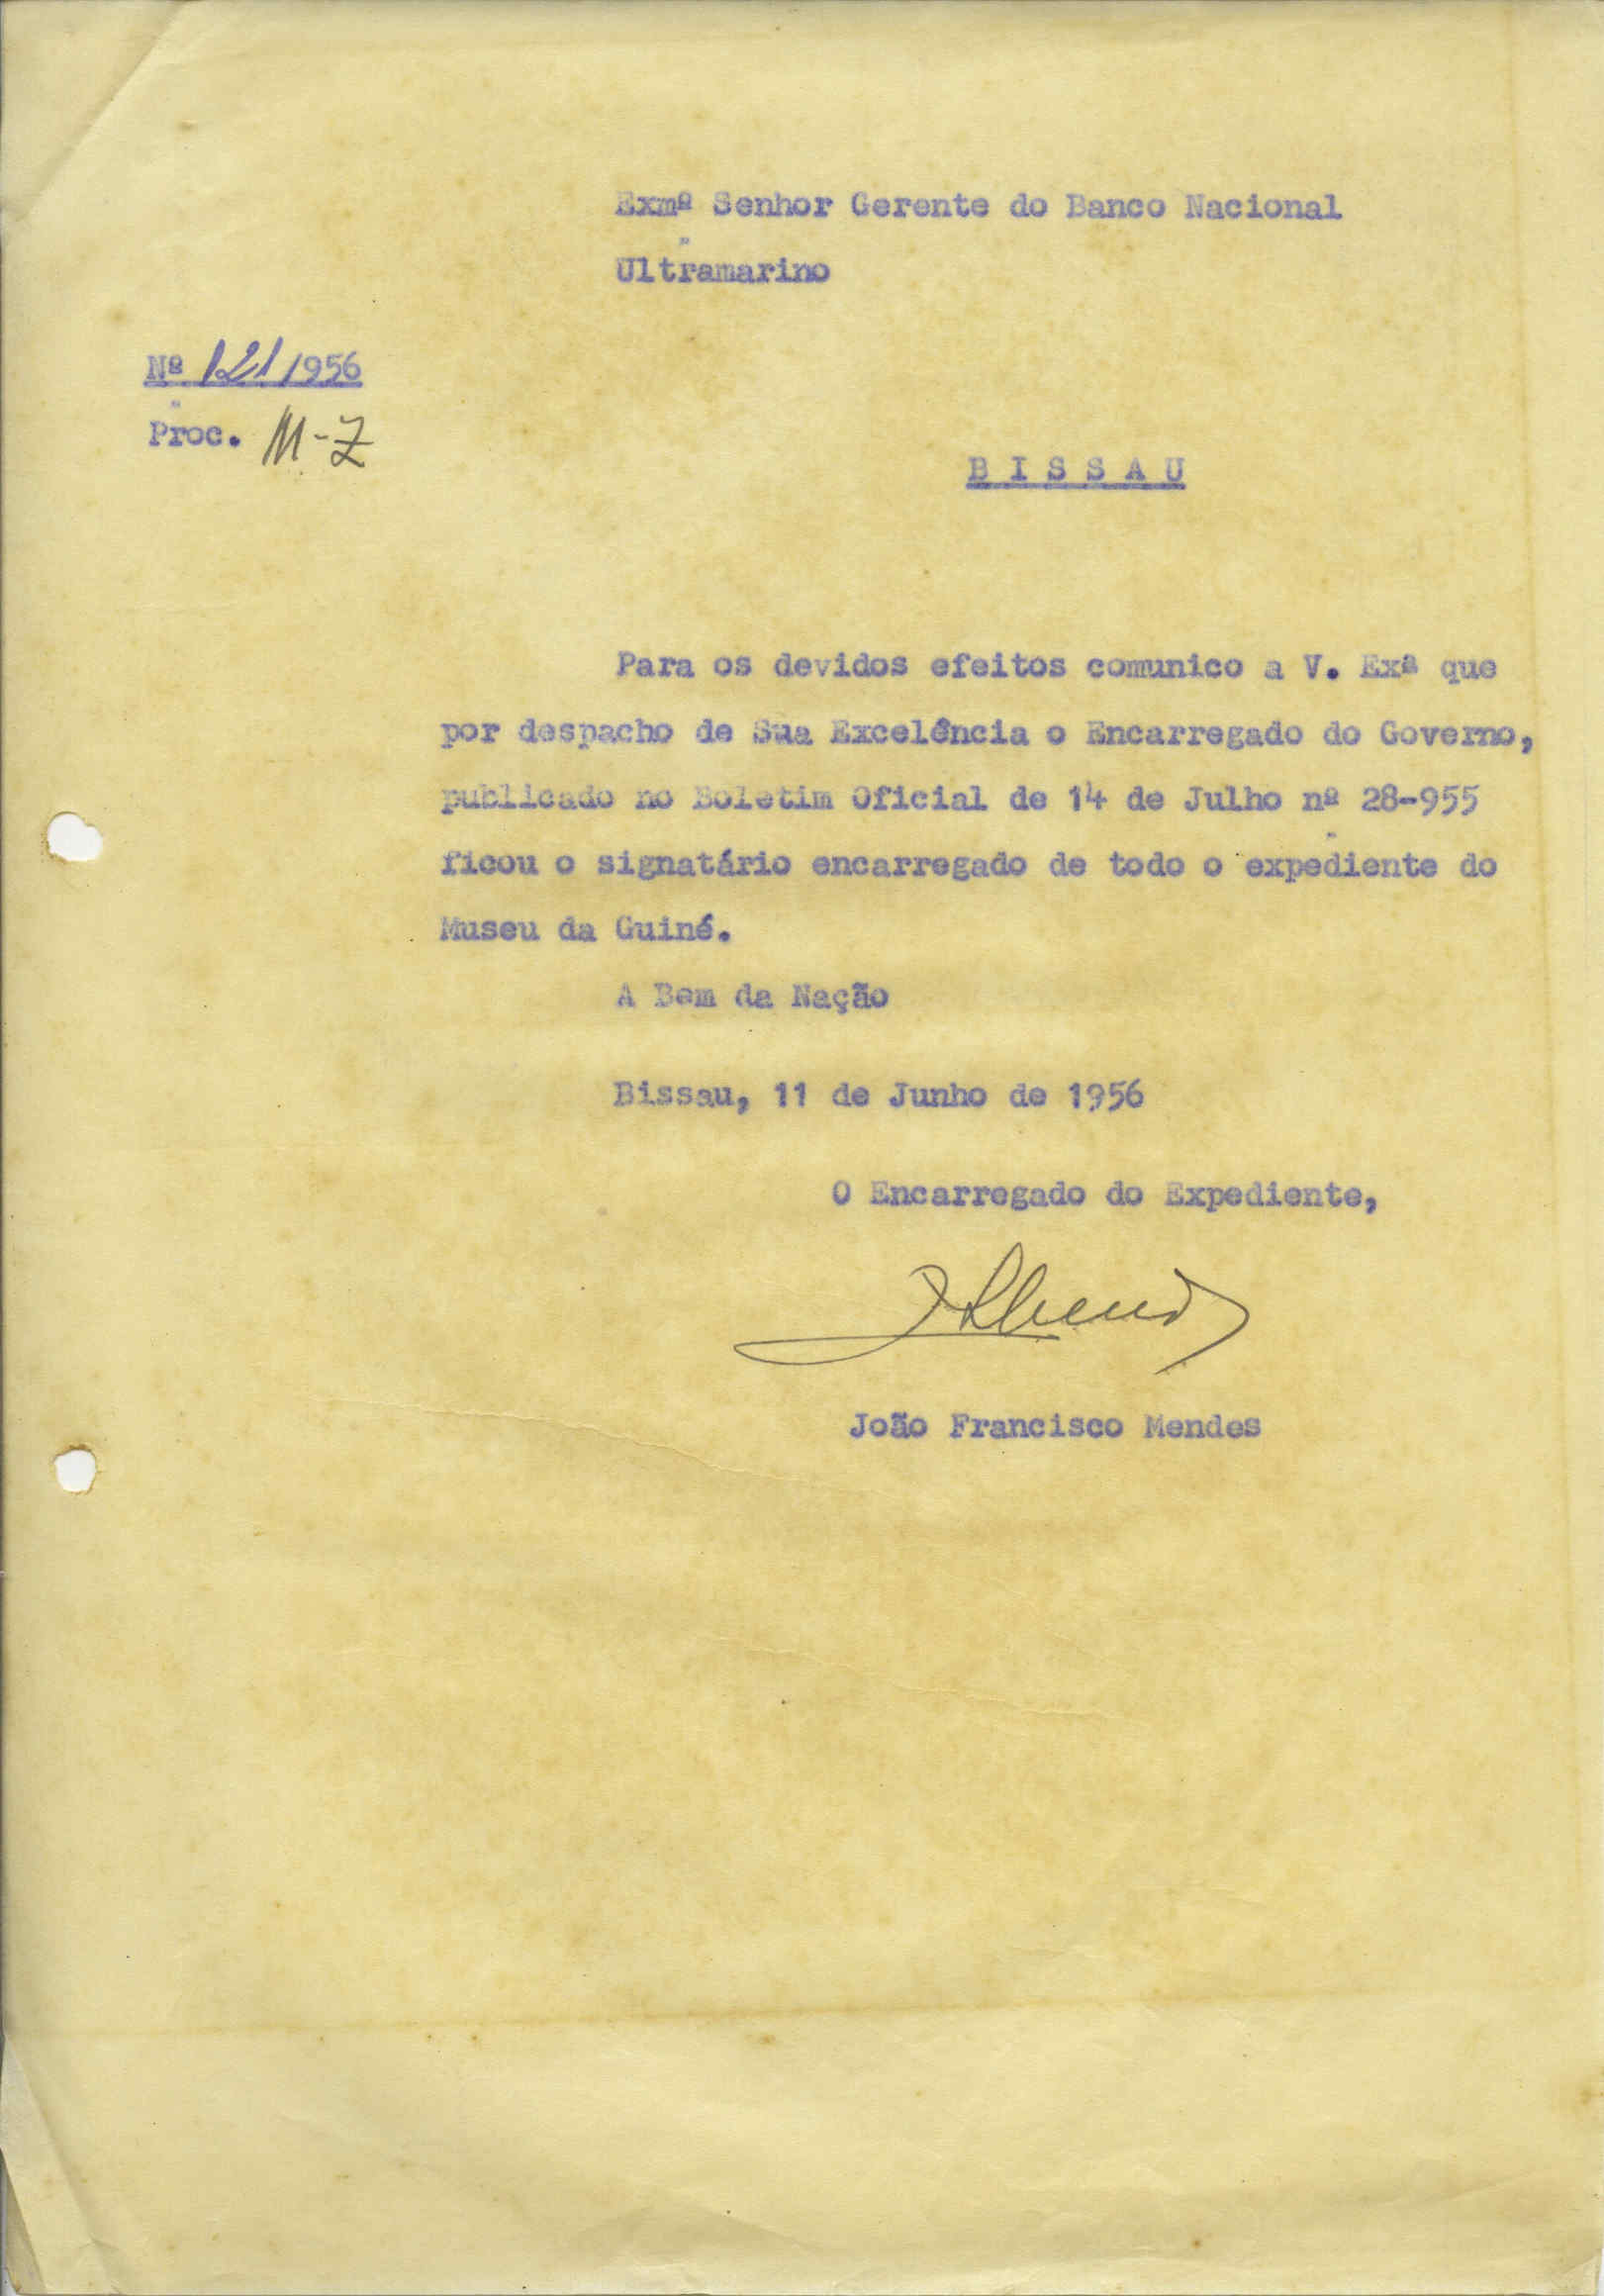 Exmº Senhor Gerente do Banco Nacional
Ultramarino
Nº 121/1956
Proc. M-Z
B I S S A U
Para os devidos efeitos comunico a V. Exª que
por despacho de Sua Excelência o Encarregado do Governo,
publicado no Boletim Oficial de 14 de Julho nº 28-955
ficou o signatário encarregado de todo o expediente do
Museu da Guiné.
A Bem da Nação
Bissau, 11 de Junho de 1956
O Encarregado do Expediente,
João Francisco Mendes